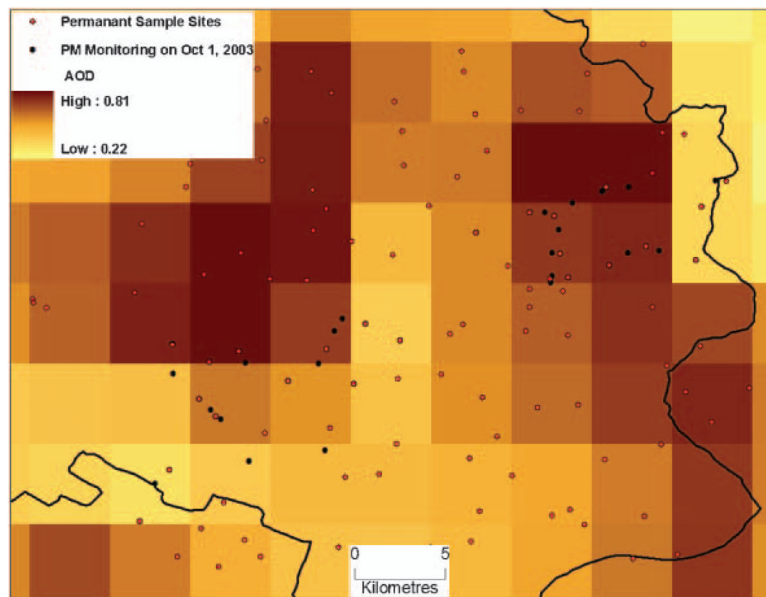 Permanant Sample Sites
PM Monitoring on Oct 1, 2003
AOD
High : 0.81
Low : 0.22
0 5
Kilometres